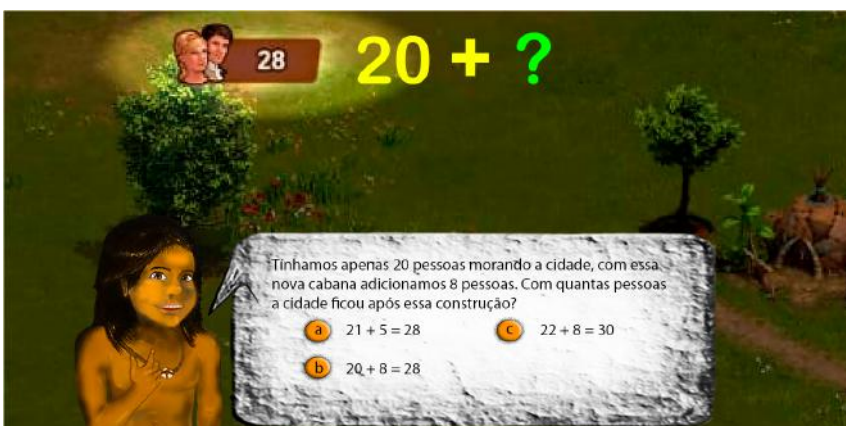 28 20 + ?
Tínhamos apenas 20 pessoas morando a cidade, com essa
nova cabana adicionamos 8 pessoas. Com quantas pessoas
a cidade ficou após essa construção?
a 21 + 5 = 28 c 22 + 8 = 30
b 20 + 8 = 28